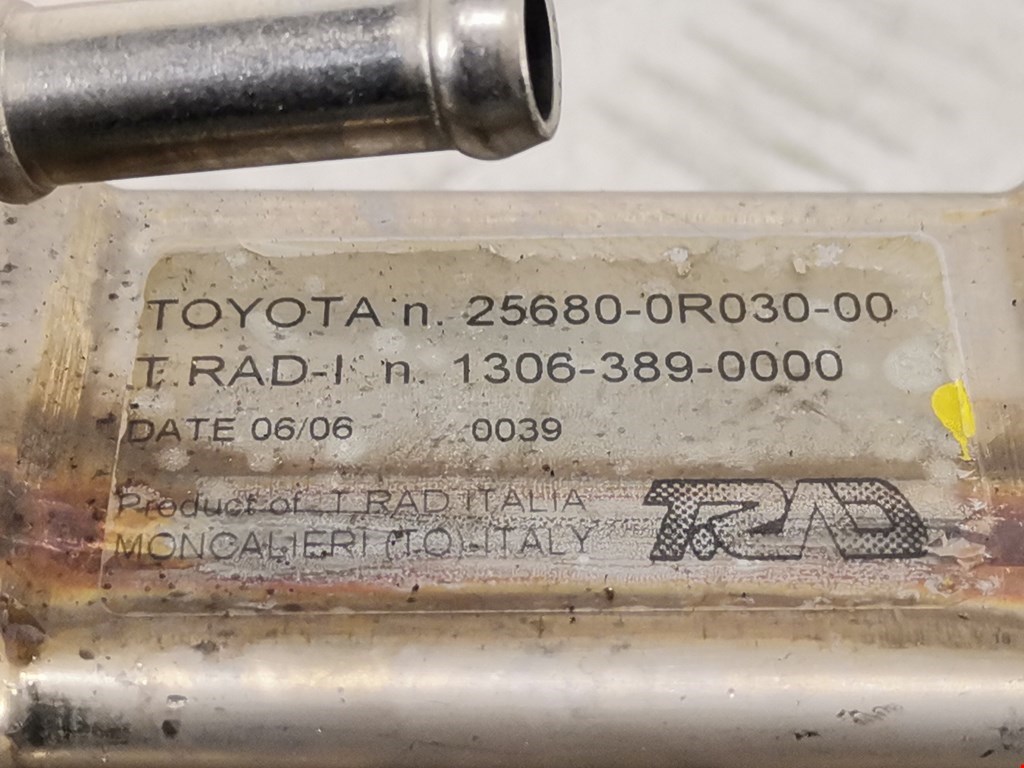 TOYOTA n. 25680-0R030-00
T. RAD-I n. 1306-389-0000
DATE 06/06 0039
Product of T. RAD ITALIA
MONCALIERI (TO)-ITALY
T.RAD